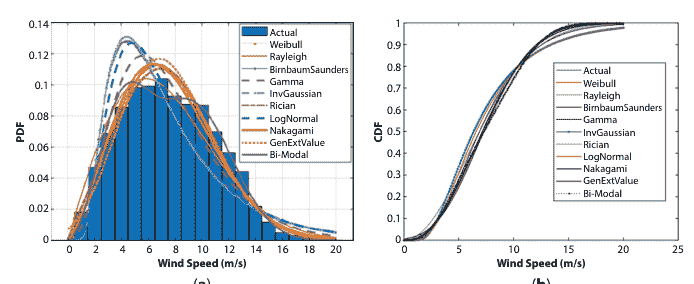 0.14
0.12
0.1
0.08
0.06
0.04
0.02
0
PDF
0 2 4 6 8 10 12 14 16 18 20
Wind Speed (m/s)
Actual
Weibull
Rayleigh
BirnbaumSaunders
Gamma
InvGaussian
Rician
LogNormal
Nakagami
GenExtValue
Bi-Modal
(a)
1
0.9
0.8
0.7
0.6
0.5
0.4
0.3
0.2
0.1
0
CDF
0 5 10 15 20 25
Wind Speed (m/s)
Actual
Weibull
Rayleigh
BirnbaumSaunders
Gamma
InvGaussian
Rician
LogNormal
Nakagami
GenExtValue
Bi-Modal
(b)